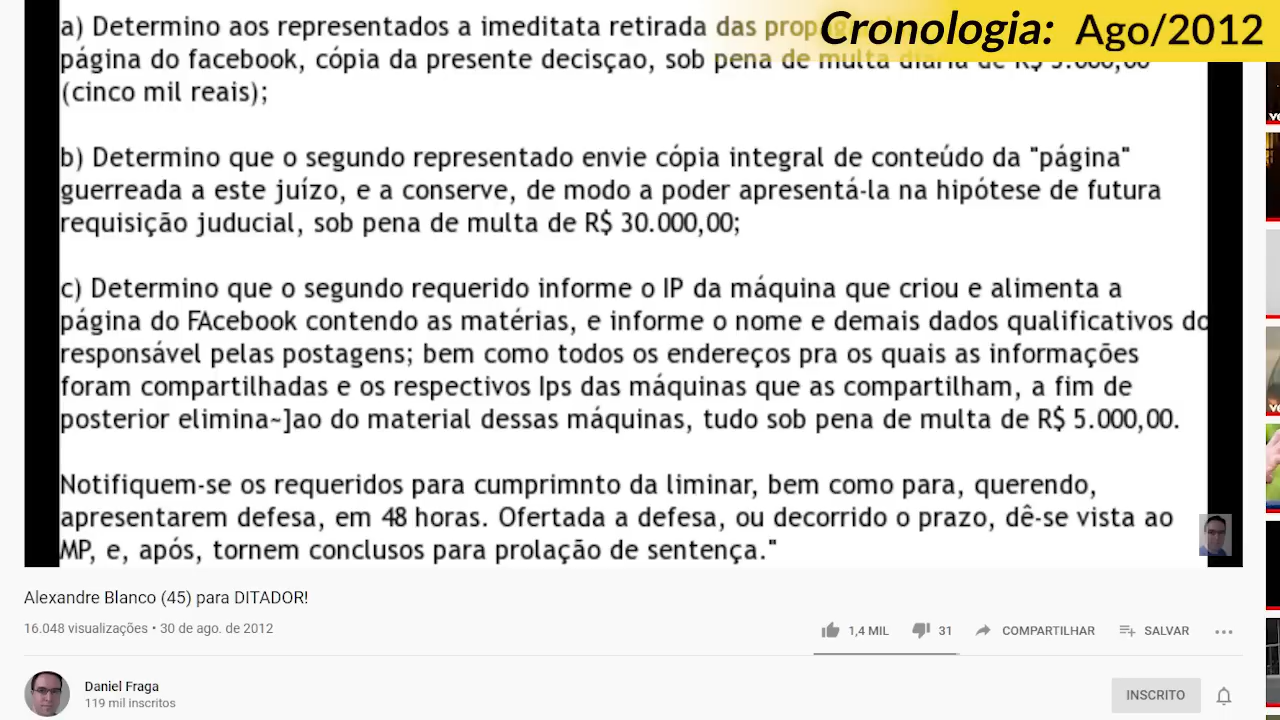 Cronologia: Ago/2012
a) Determino aos representados a imeditata retirada das
página do facebook, cópia da presente decisçao, sob pena de multa diaria de R$ 5.000,00
(cinco mil reais);
b) Determino que o segundo representado envie cópia integral de conteúdo da "página"
guerreada a este juízo, e a conserve, de modo a poder apresentá-la na hipótese de futura
requisição juducial, sob pena de multa de R$ 30.000,00;
c) Determino que o segundo requerido informe o IP da máquina que criou e alimenta a
página do FAcebook contendo as matérias, e informe o nome e demais dados qualificativos do
responsável pelas postagens; bem como todos os endereços pra os quais as informações
foram compartilhadas e os respectivos Ips das máquinas que as compartilham, a fim de
posterior elimina~]ao do material dessas máquinas, tudo sob pena de multa de R$ 5.000,00.
Notifiquem-se os requeridos para cumprimnto da liminar, bem como para, querendo,
apresentarem defesa, em 48 horas. Ofertada a defesa, ou decorrido o prazo, dê-se vista ao
MP, e, após, tornem conclusos para prolação de sentença."
Alexandre Blanco (45) para DITADOR!
16.048 visualizações • 30 de ago. de 2012
1,4 MIL 31 COMPARTILHAR SALVAR
Daniel Fraga
119 mil inscritos
INSCRITO